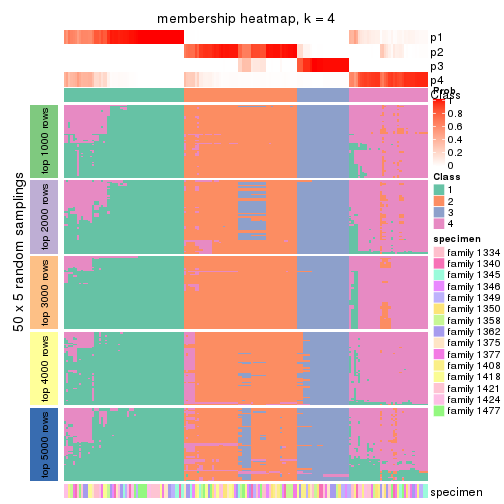 membership heatmap, k = 4
p1
p2
p3
p4
Class
Prob
1
0.8
0.6
0.4
0.2
0
Class
1
2
3
4
specimen
family 1334
family 1340
family 1345
family 1346
family 1349
family 1350
family 1358
family 1362
family 1375
family 1377
family 1408
family 1418
family 1421
family 1424
family 1477
50 x 5 random samplings
top 1000 rows
top 2000 rows
top 3000 rows
top 4000 rows
top 5000 rows
specimen